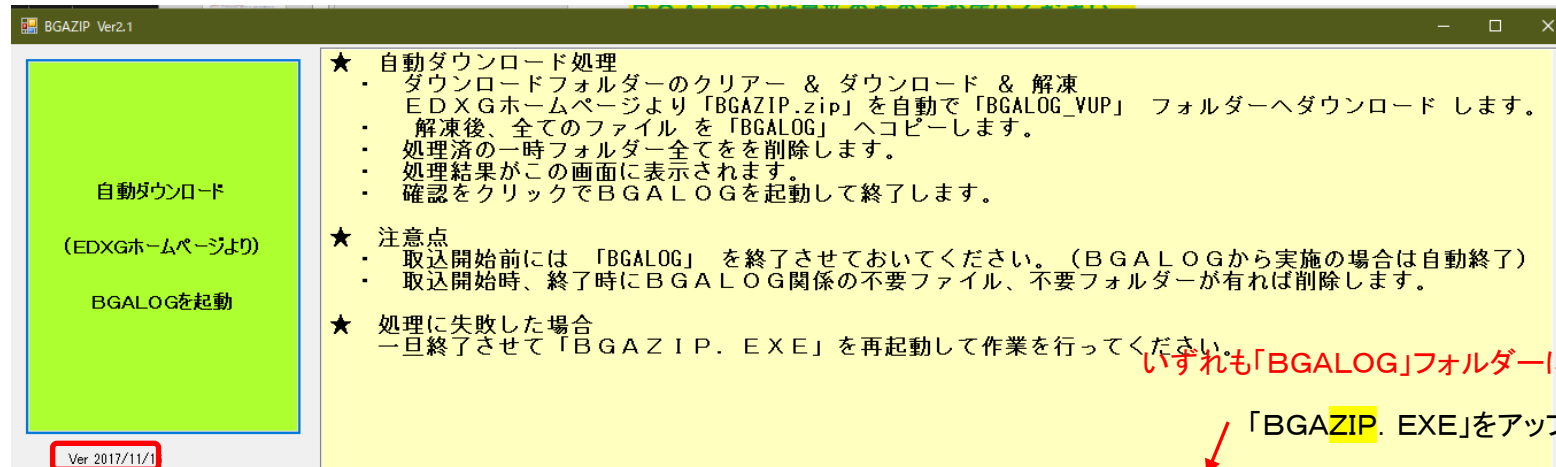 BGAZIP Ver2.1
自動ダウンロード
(EDXGホームページより)
BGALOGを起動
Ver 2017/11/1
★ 自動ダウンロード処理
・ ダウンロードフォルダーのクリアー & ダウンロード & 解凍
EDXGホームページより「BGAZIP.zip」を自動で「BGALOG_VUP」 フォルダーへダウンロード します。
・ 解凍後、全てのファイル を「BGALOG」 へコピーします。
・ 処理済の一時フォルダー全てをを削除します。
・ 処理結果がこの画面に表示されます。
・ 確認をクリックでBGALOGを起動して終了します。
★ 注意点
・ 取込開始前には 「BGALOG」 を終了させておいてください。(BGALOGから実施の場合は自動終了)
・ 取込開始時、終了時にBGALOG関係の不要ファイル、不要フォルダーが有れば削除します。
★ 処理に失敗した場合
一旦終了させて「BGAZIP.EXE」を再起動して作業を行ってください。
いずれも「BGALOG」フォルダー
「BGAZIP.EXE」をアップ